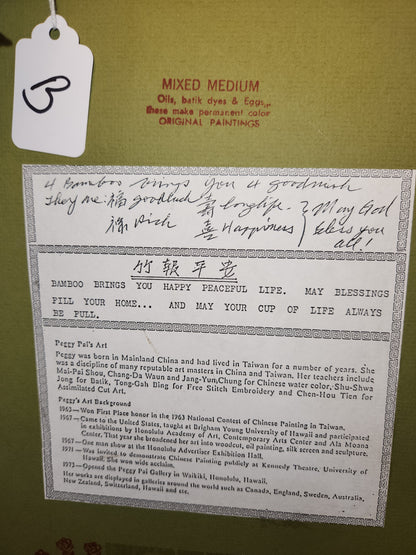 B
MIXED MEDIUM
Oils, batik dyes & Eggs,
these make permanent color
ORIGINAL PAINTINGS
4 Bamboo brings you 4 goodwish
They are: 福 goodluck 壽 longlife. May God
祿 Rich 喜 Happiness bless you
all!
竹報平安
BAMBOO BRINGS YOU HAPPY PEACEFUL LIFE. MAY BLESSINGS
FILL YOUR HOME... AND MAY YOUR CUP OF LIFE ALWAYS
BE FULL.
Peggy Pai's Art
Peggy was born in Mainland China and had lived in Taiwan for a number of years. She
was a discipline of many reputable art masters in China and Taiwan. Her teachers include
Mai-Pai Shou, Chang-Da Waun and Jang-Yun,Chung for Chinese water color, Shu-Shwa
Jong for Batik, Tong-Gah Bing for Free Stitch Embroidery and Chen-Hou Tien for
Assimilated Cut Art.
Peggy's Art Background
1963— Won First Place honor in the 1963 National Contest of Chinese Painting in Taiwan.
1967— Came to the United States, taught at Brigham Young University of Hawaii and participated
in exhibitions by Honolulu Academy of Art, Contemporary Arts Center and Ala Moana
Center. That year she broadened her art into woodcut, oil painting, silk screen and sculpture.
1967— One man show at the Honolulu Advertiser Exhibition Hall.
1971— Was invited to demonstrate Chinese Painting publicly at Kennedy Theatre, University of
Hawaii. She won wide acclaim.
1973— Opened the Peggy Pai Gallery in Waikiki, Honolulu, Hawaii.
Her works are displayed in galleries around the world such as Canada, England, Sweden, Australia,
New Zealand, Switzerland, Hawaii and etc.